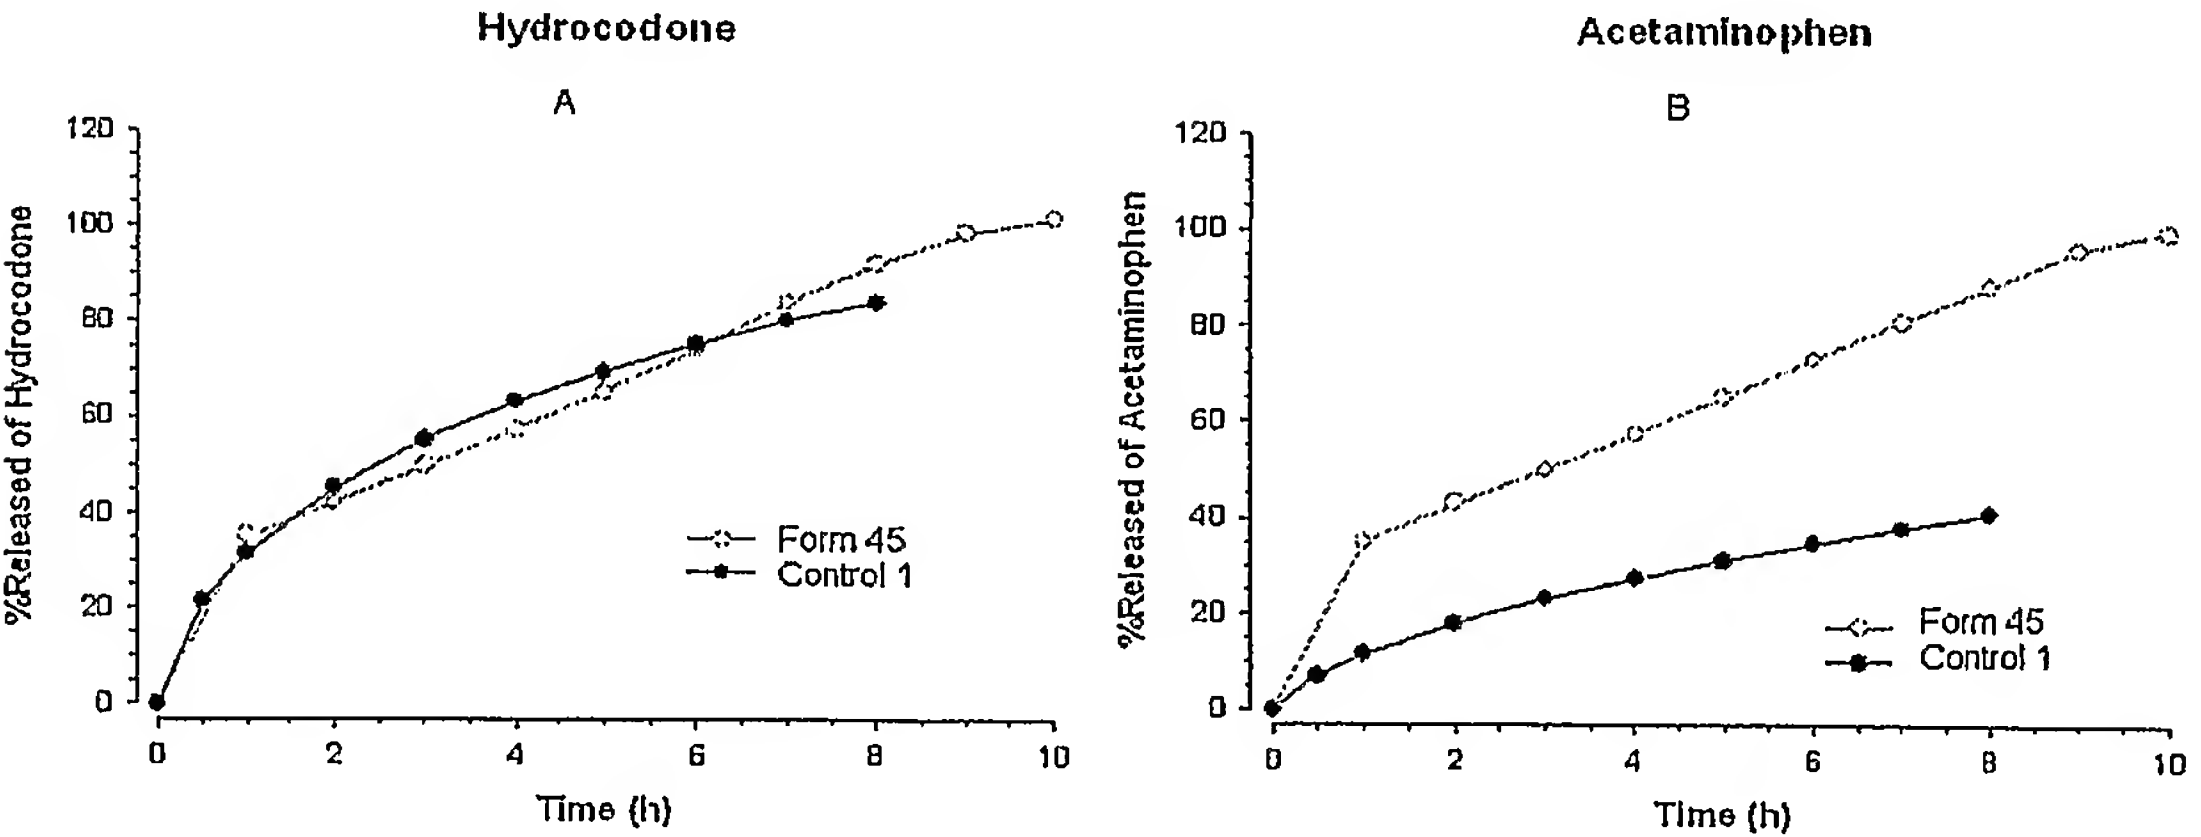 Hydrocodone
A
120
100
80
60
40
20
0
%Released of Hydrocodone
Form 45
Control 1
0 2 4 6 8 10
Time (h)
Acetaminophen
B
120
100
80
60
40
20
0
%Released of Acetaminophen
Form 45
Control 1
0 2 4 6 8 10
Time (h)